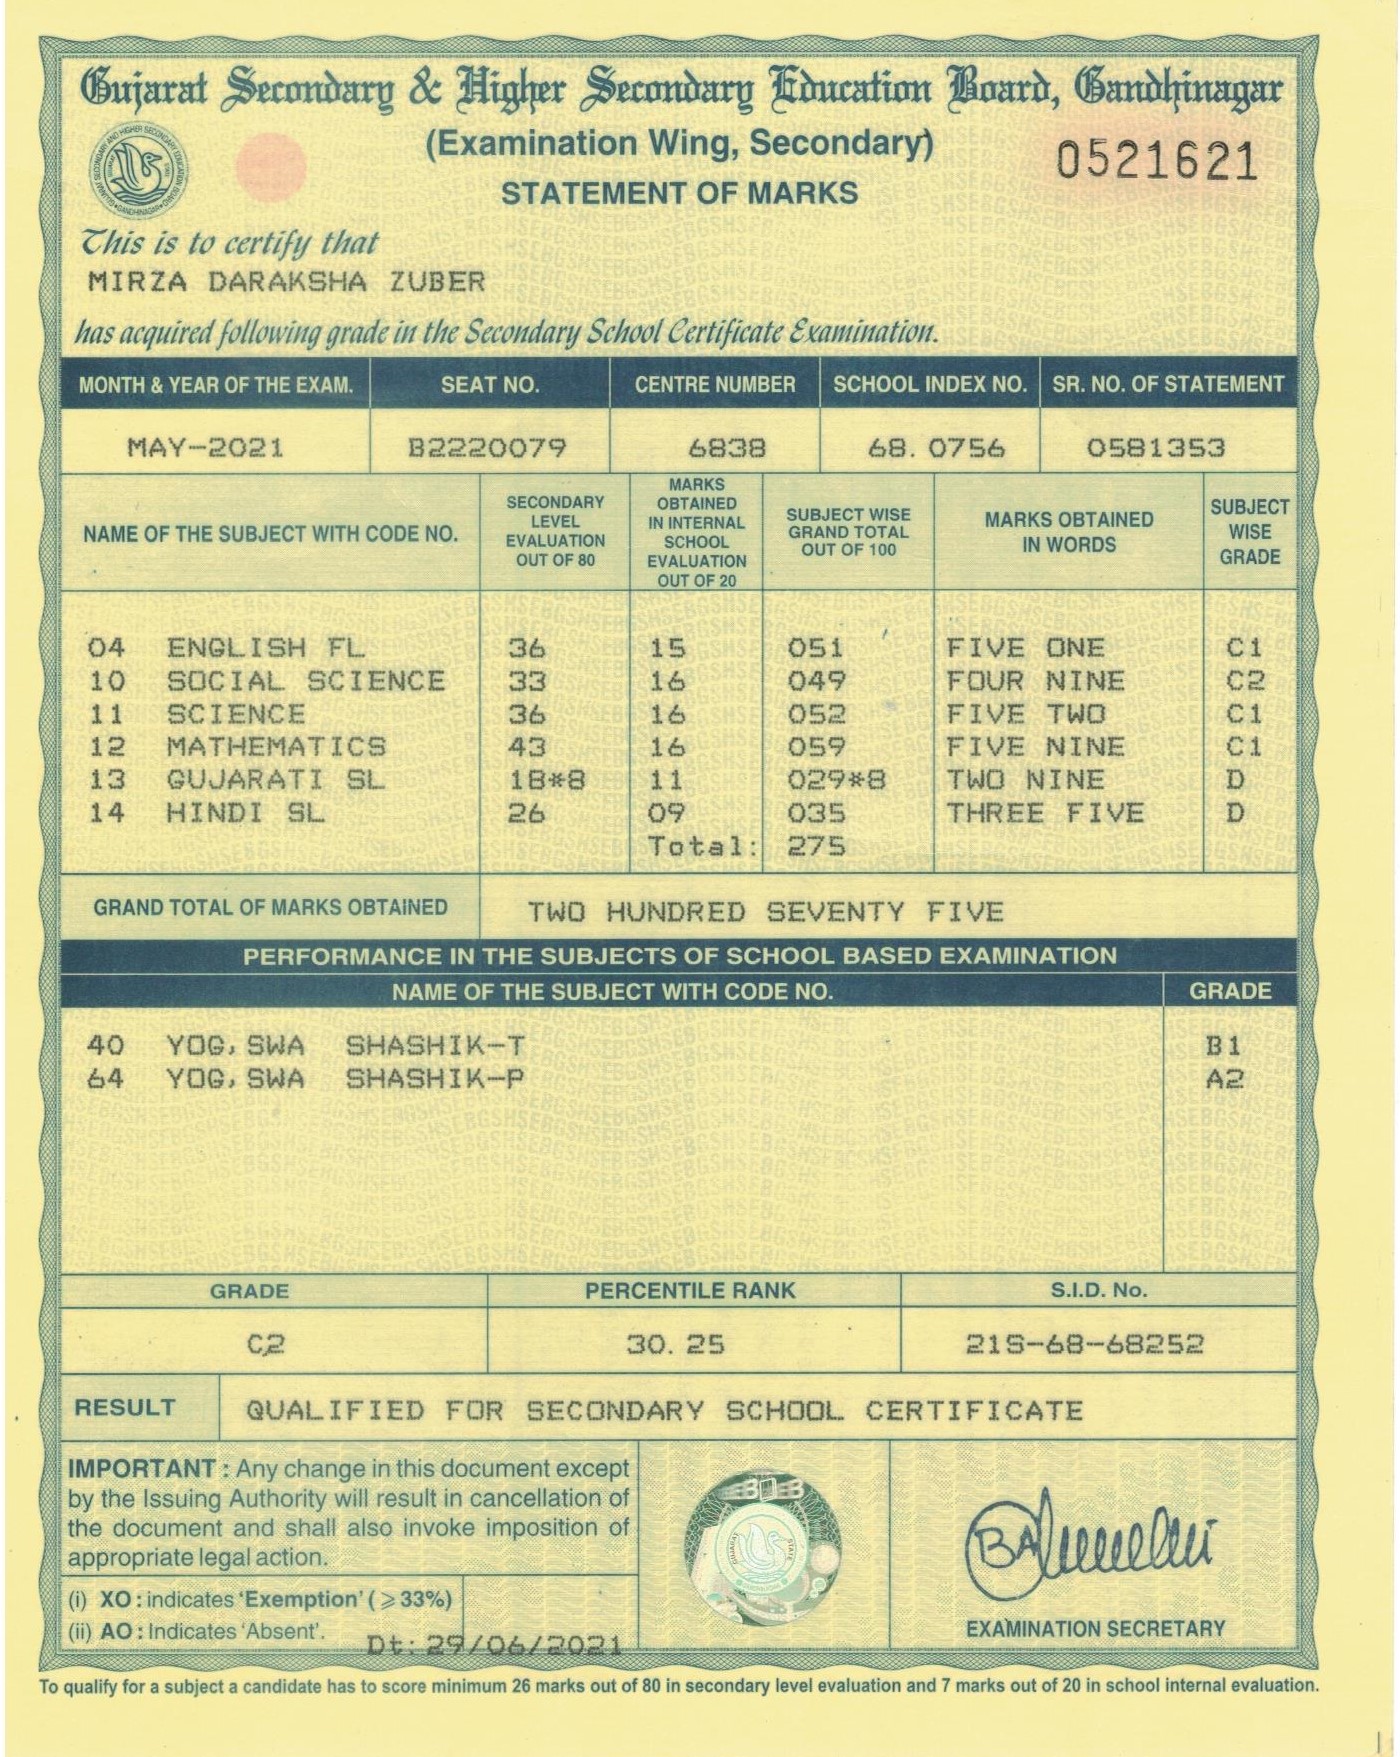 Gujarat Secondary & Higher Secondary Education Board, Gandhinagar
(Examination Wing, Secondary)
0521621
STATEMENT OF MARKS
This is to certify that
MIRZA DARAKSHA ZUBER
has acquired following grade in the Secondary School Certificate Examination.
MONTH & YEAR OF THE EXAM. SEAT NO. CENTRE NUMBER SCHOOL INDEX NO. SR. NO. OF STATEMENT
MAY-2021 B2220079 6838 68.0756 0581353
NAME OF THE SUBJECT WITH CODE NO.
SECONDARY
LEVEL
EVALUATION
OUT OF 80
MARKS
OBTAINED
IN INTERNAL
SCHOOL
EVALUATION
OUT OF 20
SUBJECT WISE
GRAND TOTAL
OUT OF 100
MARKS OBTAINED
IN WORDS
SUBJECT
WISE
GRADE
04 ENGLISH FL 36 15 051 FIVE ONE C1
10 SOCIAL SCIENCE 33 16 049 FOUR NINE C2
11 SCIENCE 36 16 052 FIVE TWO C1
12 MATHEMATICS 43 16 059 FIVE NINE C1
13 GUJARATI SL 18*8 11 029*8 TWO NINE D
14 HINDI SL 26 09 035 THREE FIVE D
Total: 275
GRAND TOTAL OF MARKS OBTAINED TWO HUNDRED SEVENTY FIVE
PERFORMANCE IN THE SUBJECTS OF SCHOOL BASED EXAMINATION
NAME OF THE SUBJECT WITH CODE NO. GRADE
40 YOG,SWA SHASHIK-T B1
64 YOG,SWA SHASHIK-P A2
GRADE PERCENTILE RANK S.I.D. No.
C2 30.25 21S-68-68252
RESULT QUALIFIED FOR SECONDARY SCHOOL CERTIFICATE
IMPORTANT : Any change in this document except
by the Issuing Authority will result in cancellation of
the document and shall also invoke imposition of
appropriate legal action.
(i) XO : indicates 'Exemption' (⩾33%)
(ii) AO : Indicates 'Absent'.
Dt: 29/06/2021
EXAMINATION SECRETARY
To qualify for a subject a candidate has to score minimum 26 marks out of 80 in secondary level evaluation and 7 marks out of 20 in school internal evaluation.